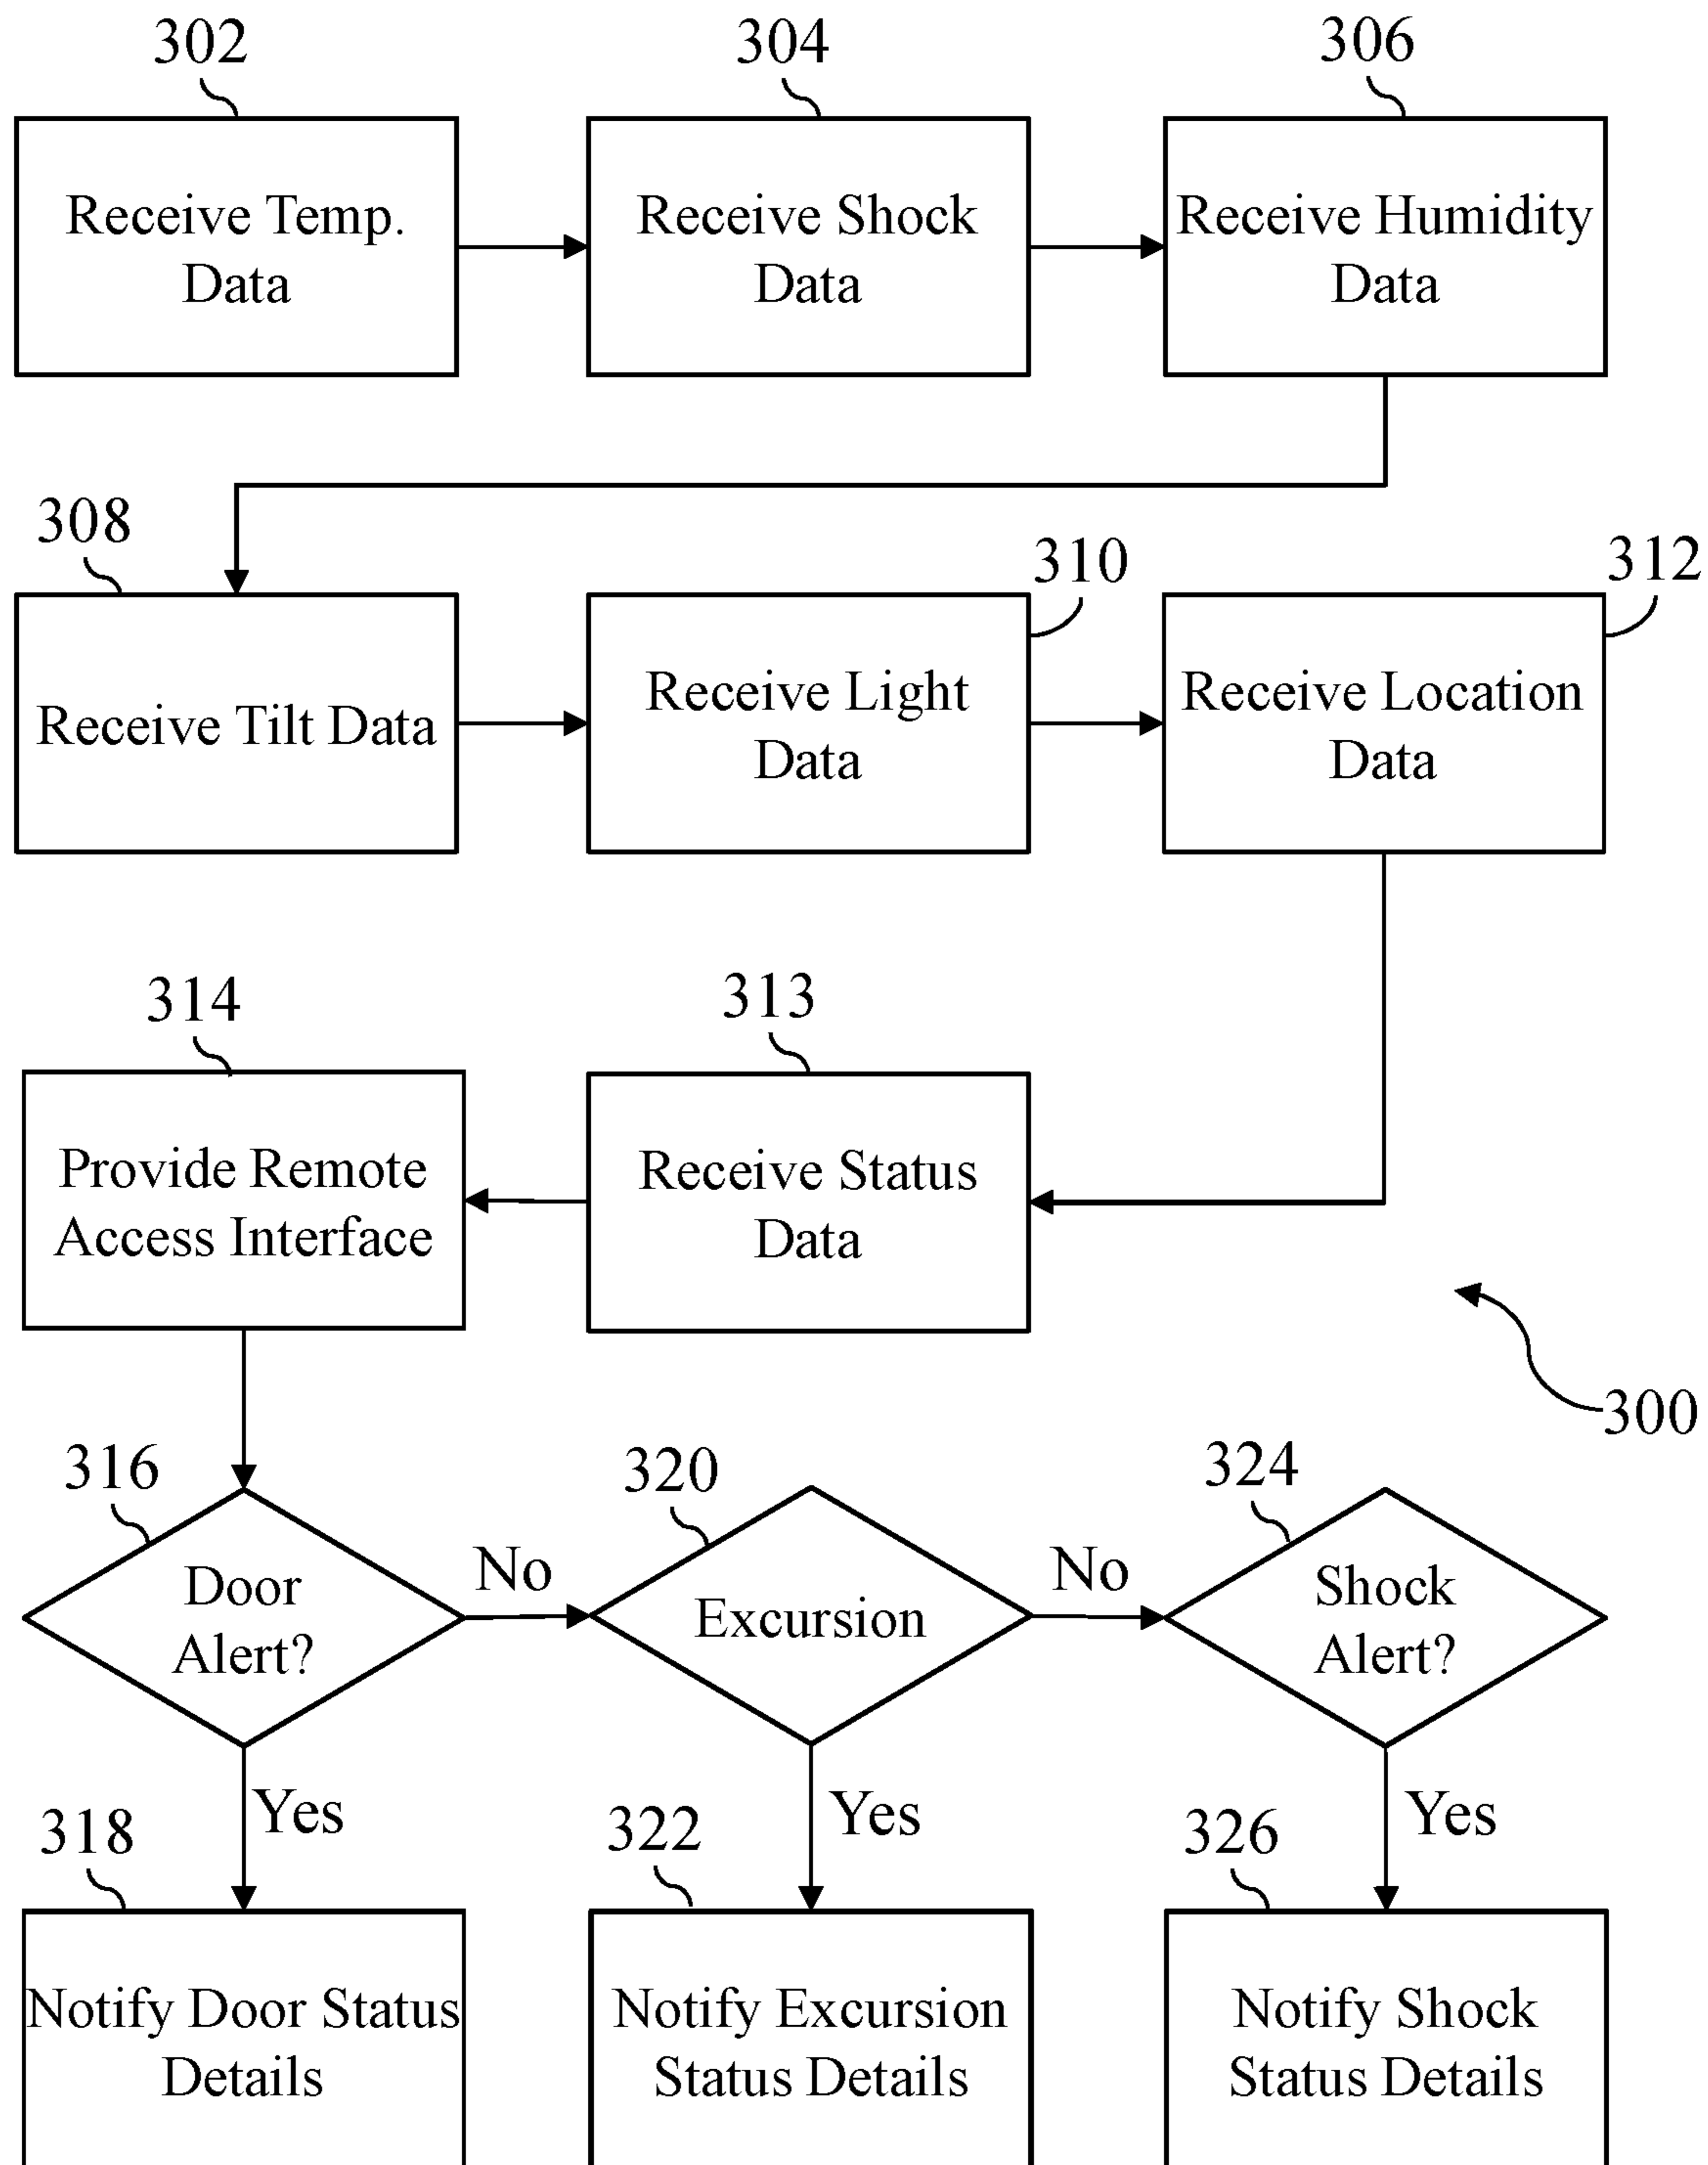 302
304
306
Receive Temp.
Data
Receive Shock
Data
Receive Humidity
Data
308
310
312
Receive Tilt Data
Receive Light
Data
Receive Location
Data
314
313
Provide Remote
Access Interface
Receive Status
Data
300
316
320
324
Door
Alert?
No
Excursion
No
Shock
Alert?
Yes
Yes
Yes
318
322
326
Notify Door Status
Details
Notify Excursion
Status Details
Notify Shock
Status Details